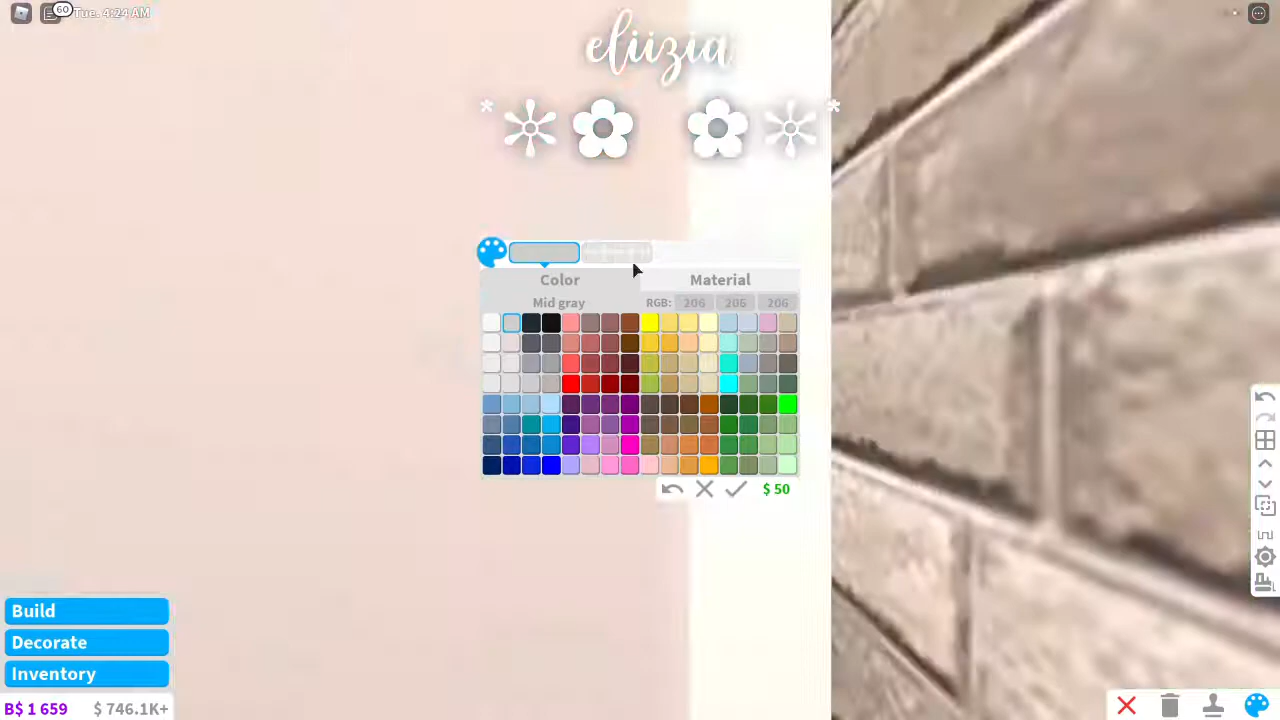 60
Tue. 4:24 AM
eliizia
Color
Material
Mid gray
RGB: 206 206 206
$ 50
Build
Decorate
Inventory
B$ 1 659
$ 746.1K+